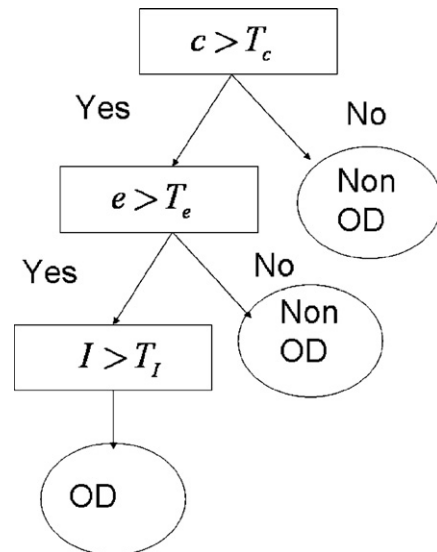 c > T_c
Yes
No
e > T_e
Non
OD
Yes
No
Non
OD
I > T_I
OD